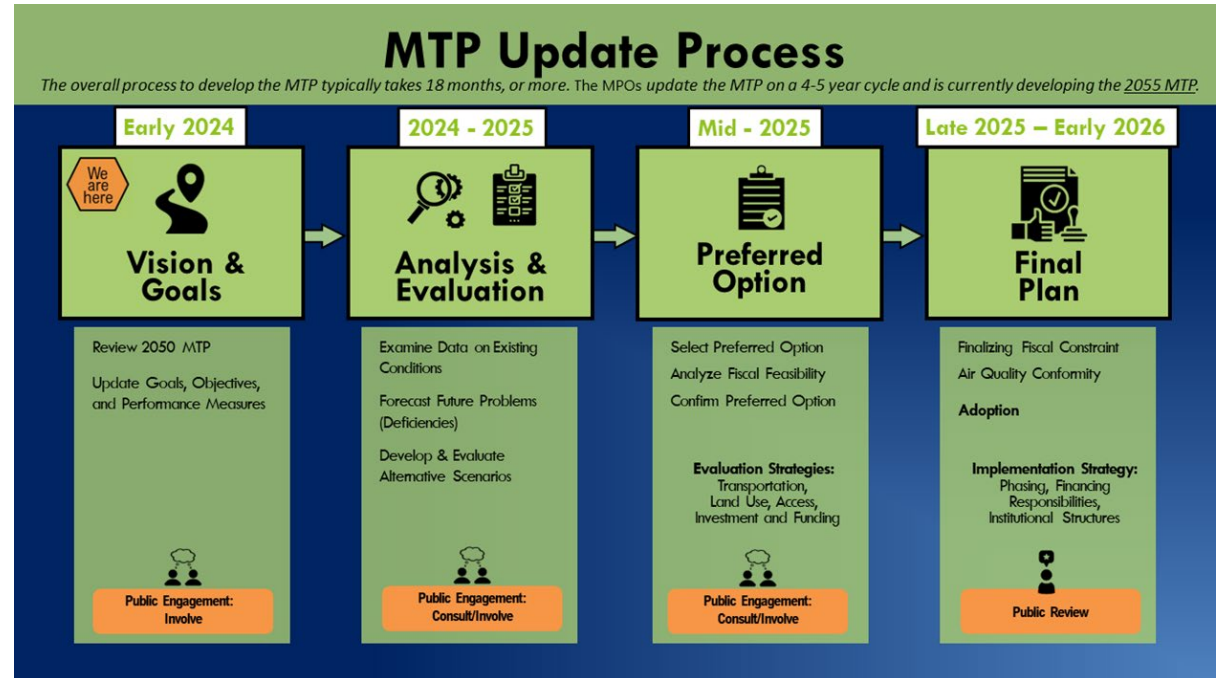 MTP Update Process
The overall process to develop the MTP typically takes 18 months, or more. The MPOs update the MTP on a 4-5 year cycle and is currently developing the 2055 MTP.
Early 2024
We
are
here
Vision &
Goals
Review 2050 MTP
Update Goals, Objectives,
and Performance Measures
Public Engagement:
Involve
2024 - 2025
Analysis &
Evaluation
Examine Data on Existing
Conditions
Forecast Future Problems
(Deficiencies)
Develop & Evaluate
Alternative Scenarios
Public Engagement:
Consult/Involve
Mid - 2025
Preferred
Option
Select Preferred Option
Analyze Fiscal Feasibility
Confirm Preferred Option
Evaluation Strategies:
Transportation,
Land Use, Access,
Investment and Funding
Public Engagement:
Consult/Involve
Late 2025 – Early 2026
Final
Plan
Finalizing Fiscal Constraint
Air Quality Conformity
Adoption
Implementation Strategy:
Phasing, Financing
Responsibilities,
Institutional Structures
Public Review